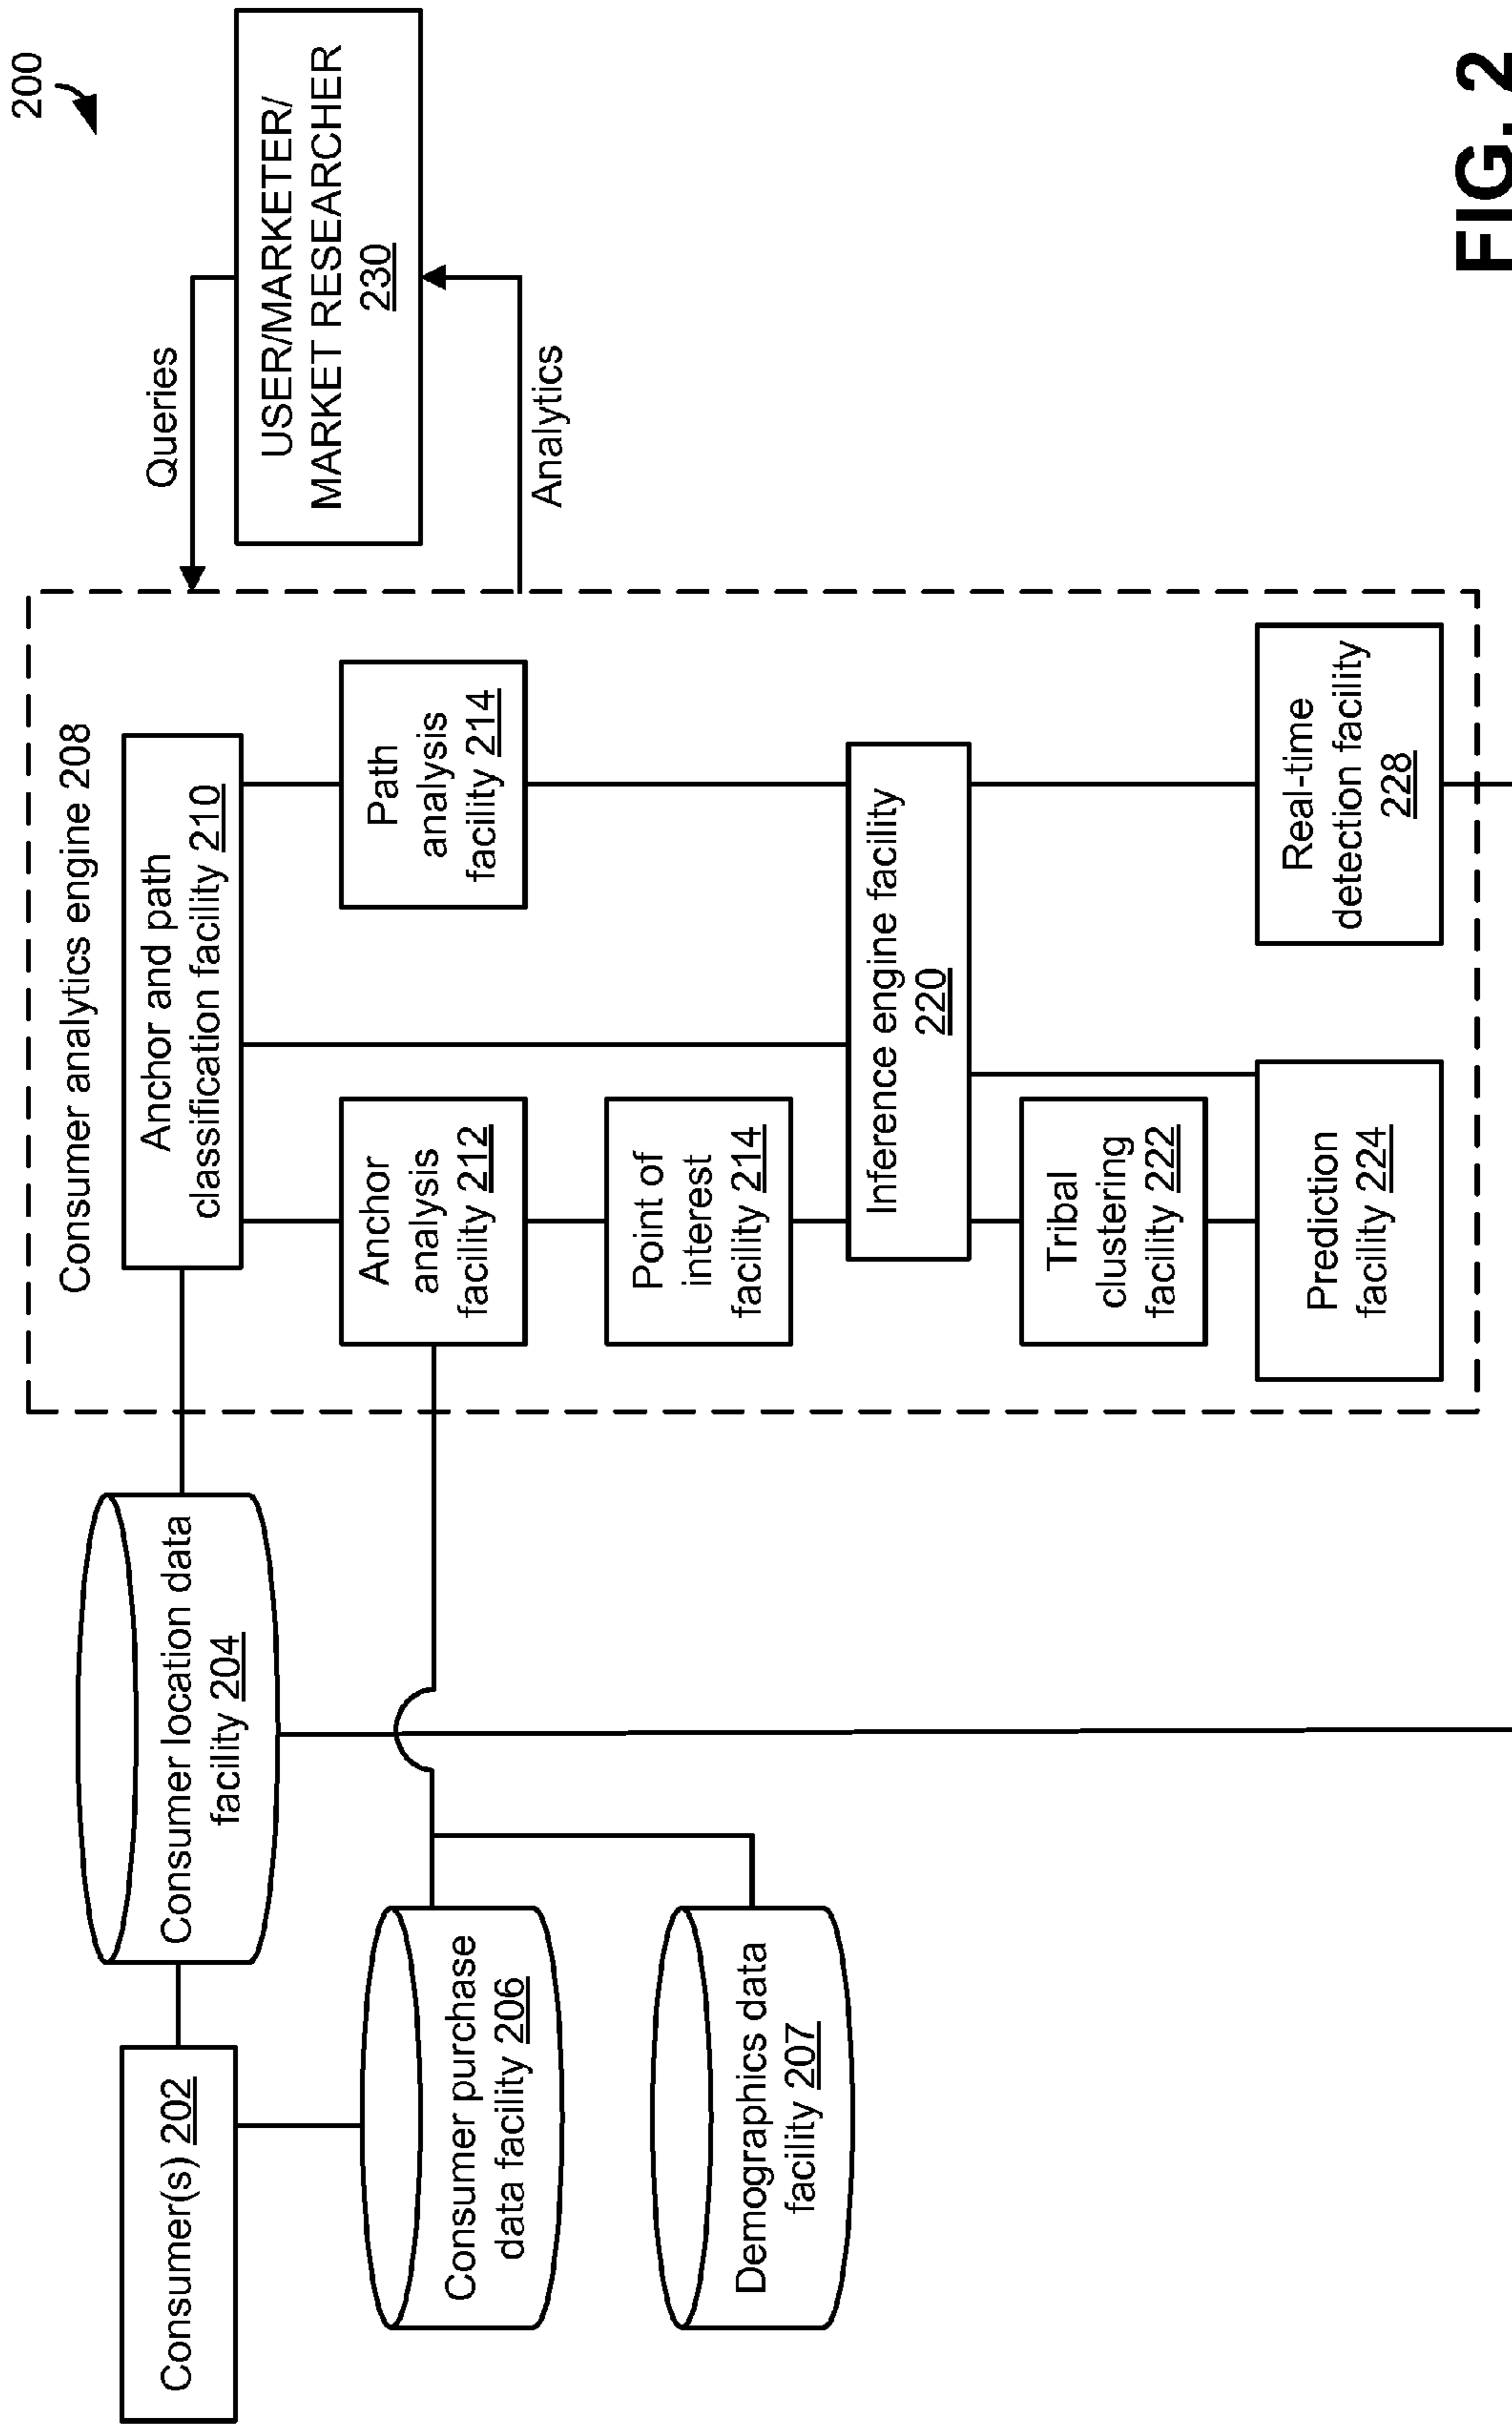 200
Consumer(s) 202
Consumer location data
facility 204
Consumer purchase
data facility 206
Demographics data
facility 207
Consumer analytics engine 208
Anchor and path
classification facility 210
Anchor
analysis
facility 212
Path
analysis
facility 214
Point of
interest
facility 214
Inference engine facility
220
Tribal
clustering
facility 222
Prediction
facility 224
Real-time
detection facility
228
Queries
USER/MARKETER/
MARKET RESEARCHER
230
Analytics
FIG. 2